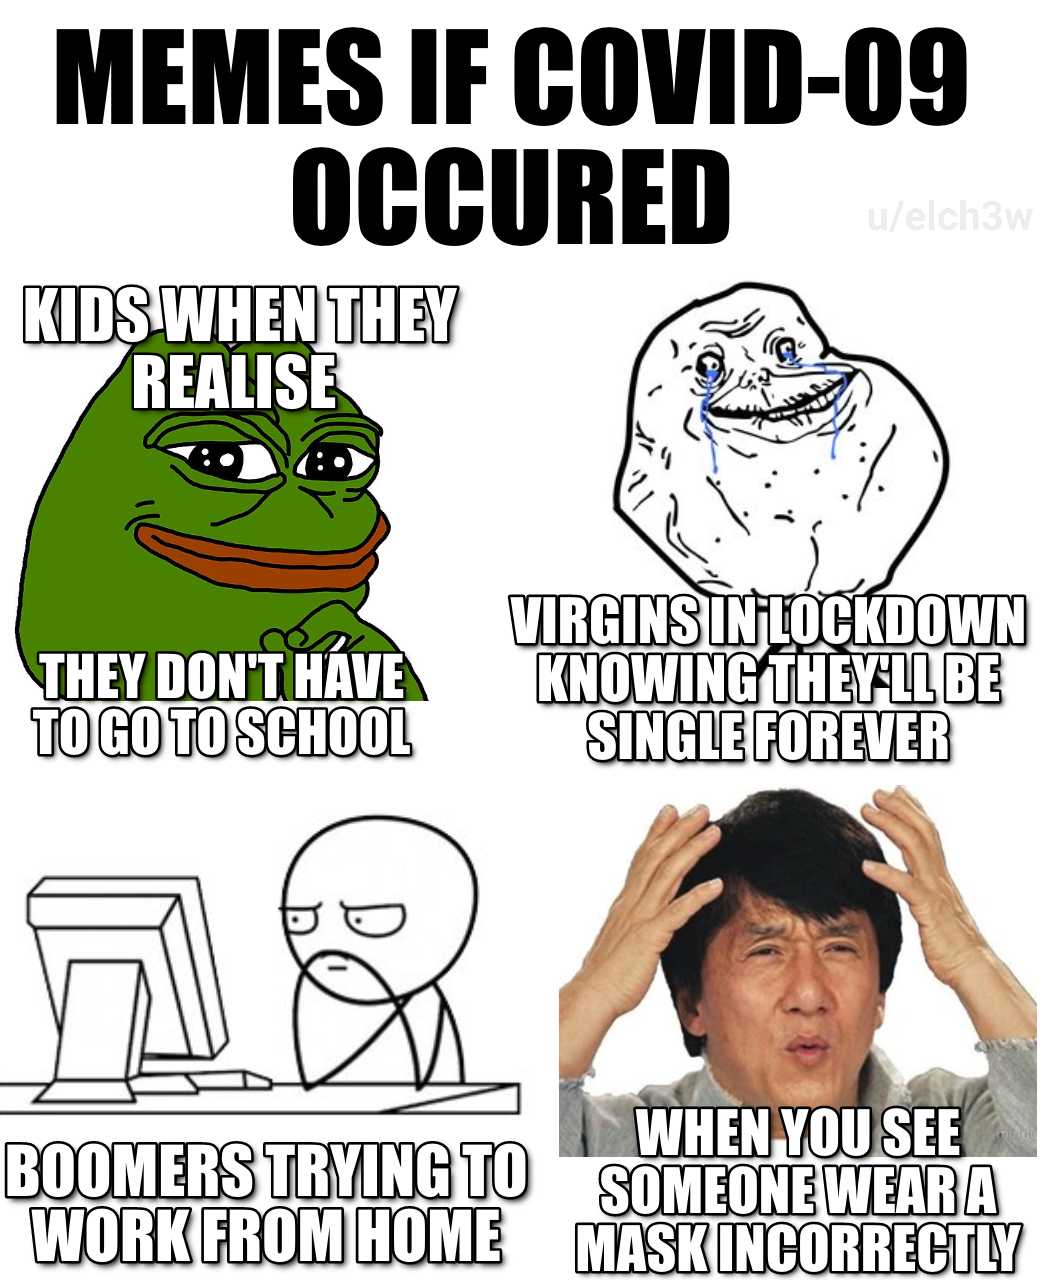 MEMES IF COVID-09
OCCURED
u/elch3w
KIDS WHEN THEY
REALISE
THEY DON'T HAVE
TO GO TO SCHOOL
VIRGINS IN LOCKDOWN
KNOWING THEY'LL BE
SINGLE FOREVER
BOOMERS TRYING TO
WORK FROM HOME
WHEN YOU SEE
SOMEONE WEAR A
MASK INCORRECTLY